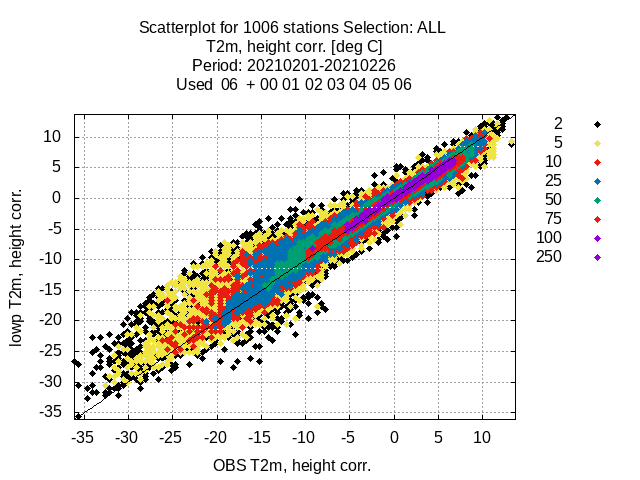 Scatterplot for 1006 stations Selection: ALL
T2m, height corr. [deg C]
Period: 20210201-20210226
Used  06  + 00 01 02 03 04 05 06
2
5
10
25
50
75
100
250
lowp T2m, height corr.
10
5
0
-5
-10
-15
-20
-25
-30
-35
-35 -30 -25 -20 -15 -10 -5 0 5 10
OBS T2m, height corr.